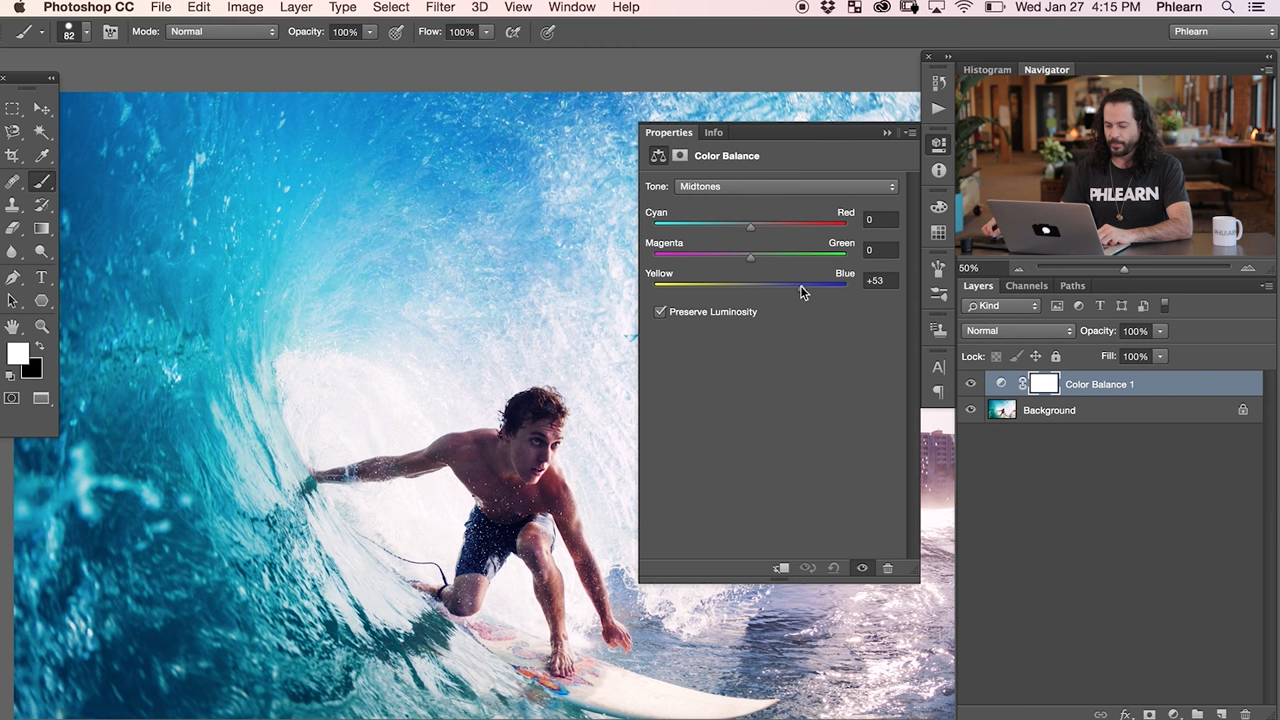 Photoshop CC File Edit Image Layer Type Select Filter 3D View Window Help Wed Jan 27 4:15 PM Phlearn
82 Mode: Normal Opacity: 100% Flow: 100% Phlearn
Histogram Navigator
PHLEARN
PHLEARN
50%
Properties Info
Color Balance
Tone: Midtones
Cyan Red 0
Magenta Green 0
Yellow Blue +53
Preserve Luminosity
Layers Channels Paths
Kind
Normal Opacity: 100%
Lock: Fill: 100%
Color Balance 1
Background